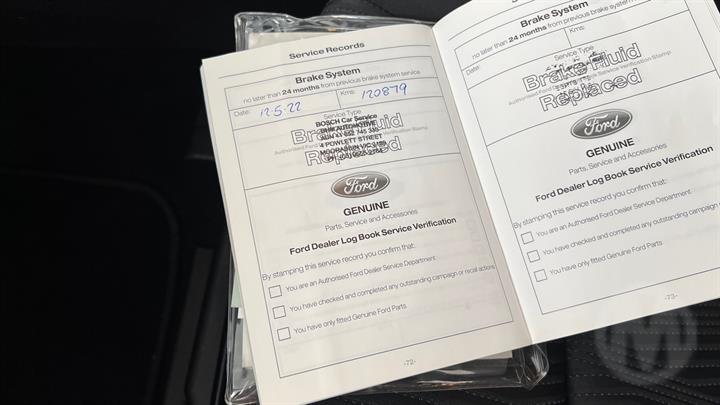 Service Records
Brake System
no later than 24 months from previous brake system service
Date: 12-5-22
Kms: 120879
Service Type
Brake Fluid
Replaced
BOSCH Car Service
4 POWLETT STREET
Authorised Ford Dealer Service Verification Stamp
Ford
GENUINE
Parts, Service and Accessories
Ford Dealer Log Book Service Verification
By stamping this service record you confirm that:
You are an Authorised Ford Dealer Service Department
You have checked and completed any outstanding campaign or recall actions
You have only fitted Genuine Ford Parts
-72-
Service Records
Brake System
no later than 24 months from previous brake system service
Date:
Kms:
Service Type
Brake Fluid
Replaced
Ford
GENUINE
Parts, Service and Accessories
Ford Dealer Log Book Service Verification
By stamping this service record you confirm that:
You are an Authorised Ford Dealer Service Department
You have checked and completed any outstanding campaign o
You have only fitted Genuine Ford Parts
-73-
M